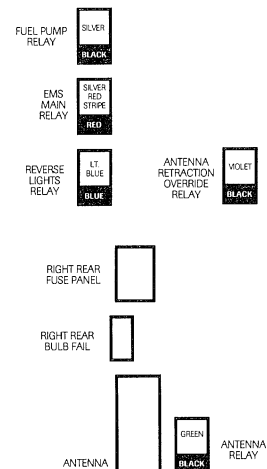 FUEL PUMP
RELAY
SILVER
BLACK
EMS
MAIN
RELAY
SILVER
RED
STRIPE
RED
REVERSE
LIGHTS
RELAY
LT.
BLUE
BLUE
ANTENNA
RETRACTION
OVERRIDE
RELAY
VIOLET
BLACK
RIGHT REAR
FUSE PANEL
RIGHT REAR
BULB FAIL
ANTENNA
GREEN
BLACK
ANTENNA
RELAY